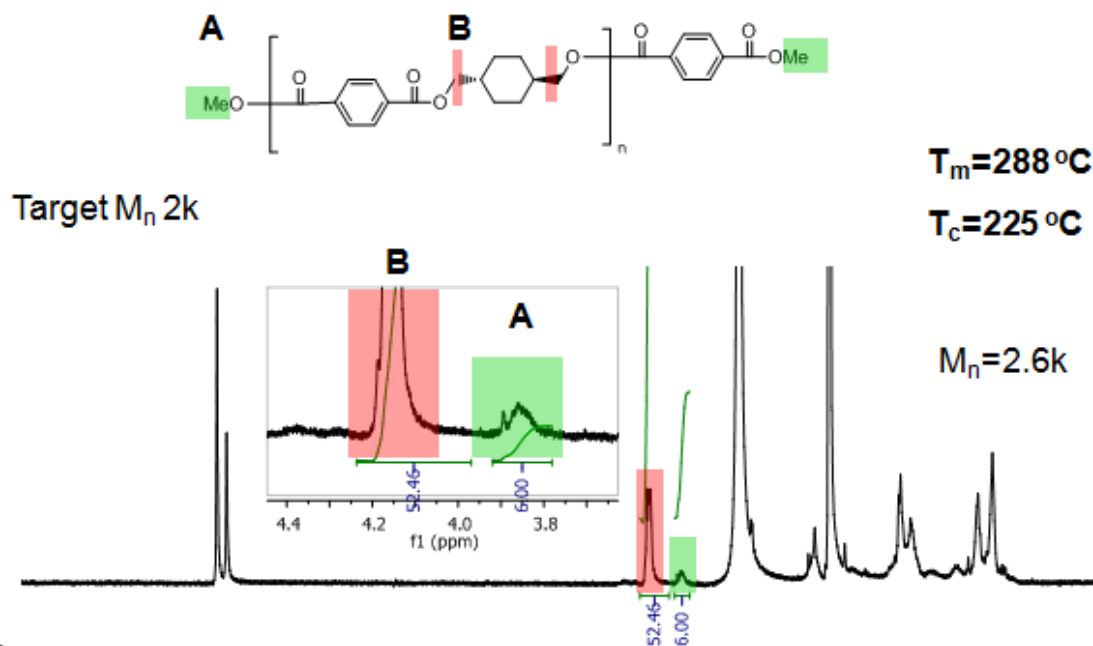 A
B
MeO
O
O
O
O
O
O
OMe
n
Tm=288 oC
Target Mn 2k
Tc=225 oC
B
A
Mn=2.6k
52.46
6.00
4.4 4.2 4.0 3.8
f1 (ppm)
52.46
6.00